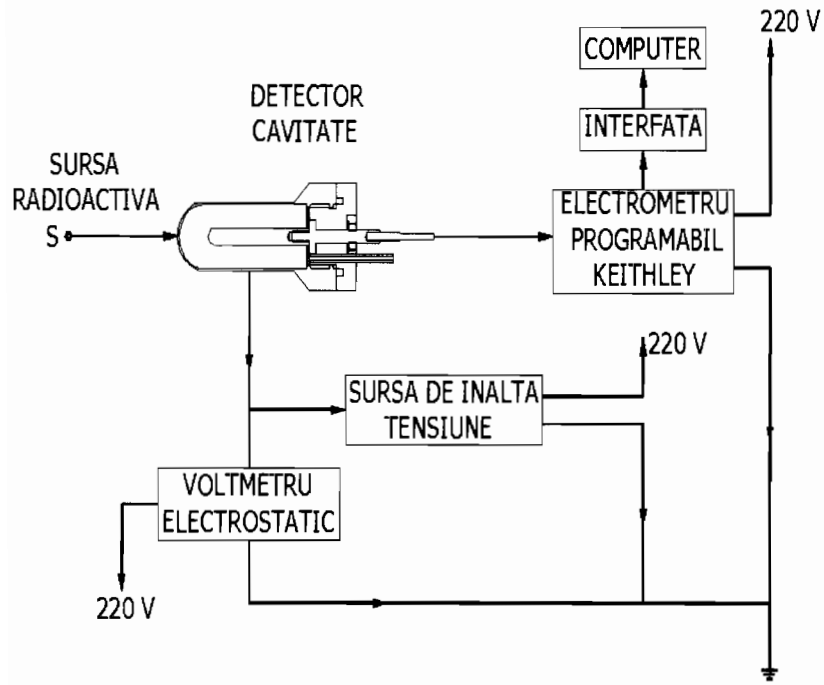 220 V
COMPUTER
DETECTOR
CAVITATE
INTERFATA
SURSA
RADIOACTIVA
S
ELECTROMETRU
PROGRAMABIL
KEITHLEY
220 V
SURSA DE INALTA
TENSIUNE
VOLTMETRU
ELECTROSTATIC
220 V